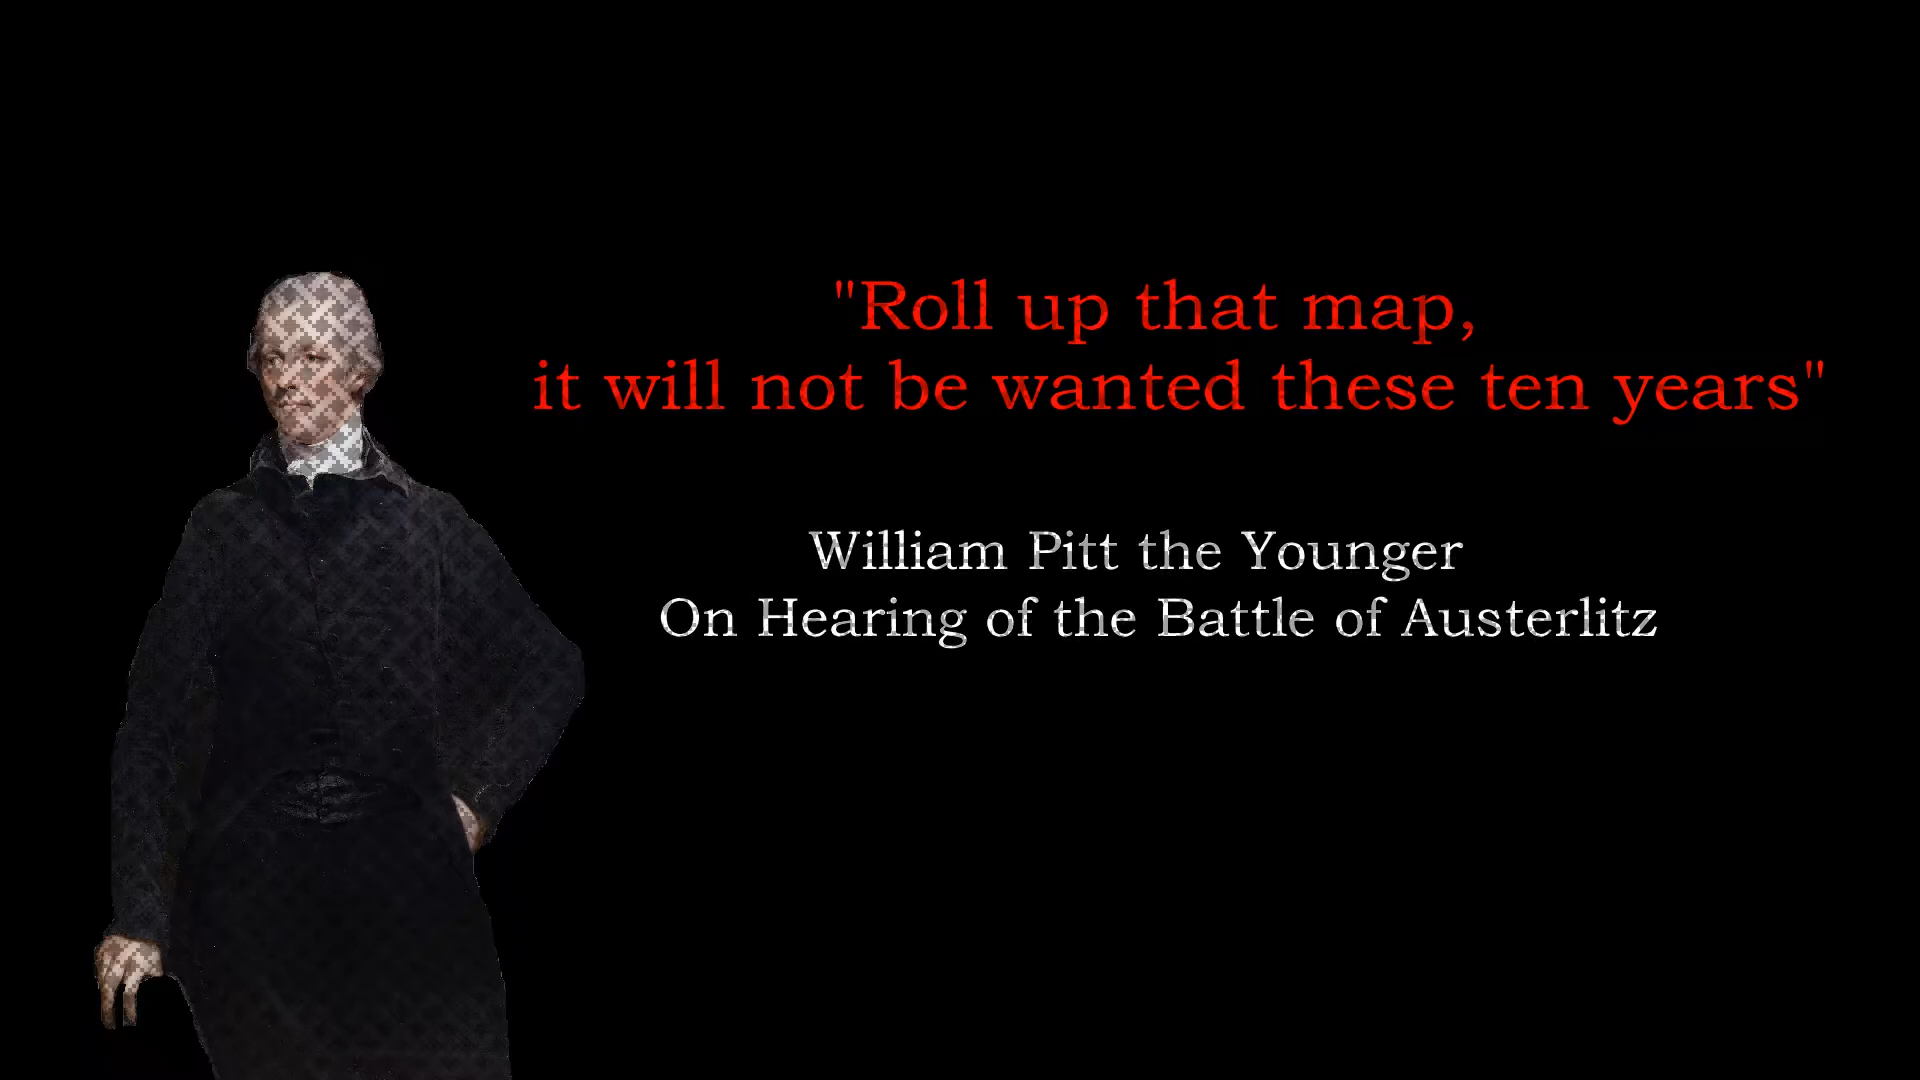 "Roll up that map,
it will not be wanted these ten years"
William Pitt the Younger
On Hearing of the Battle of Austerlitz